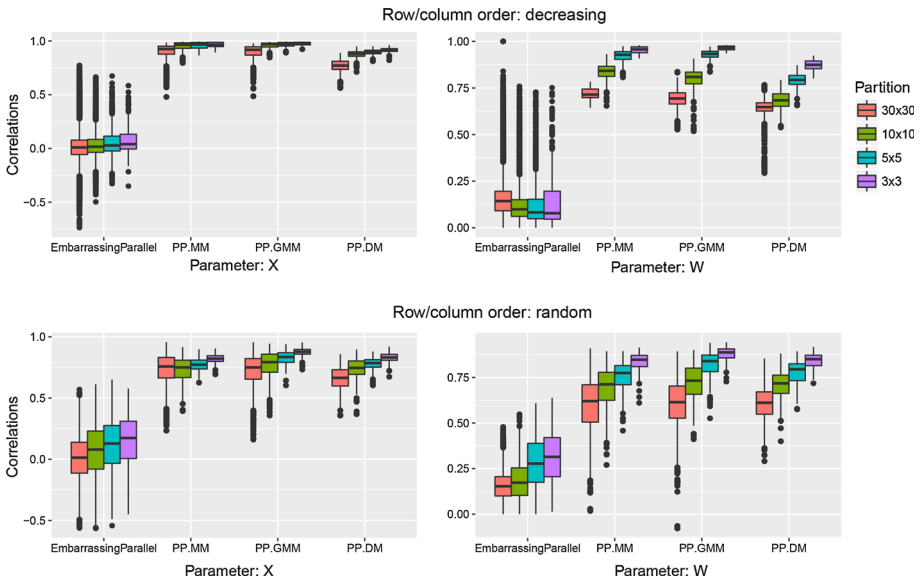 Row/column order: decreasing
Correlations
1.0
0.5
0.0
−0.5
EmbarrassingParallel PP.MM PP.GMM PP.DM
Parameter: X
1.00
0.75
0.50
0.25
0.00
EmbarrassingParallel PP.MM PP.GMM PP.DM
Parameter: W
Partition
30x30
10x10
5x5
3x3
Row/column order: random
Correlations
1.0
0.5
0.0
−0.5
EmbarrassingParallel PP.MM PP.GMM PP.DM
Parameter: X
0.75
0.50
0.25
0.00
EmbarrassingParallel PP.MM PP.GMM PP.DM
Parameter: W